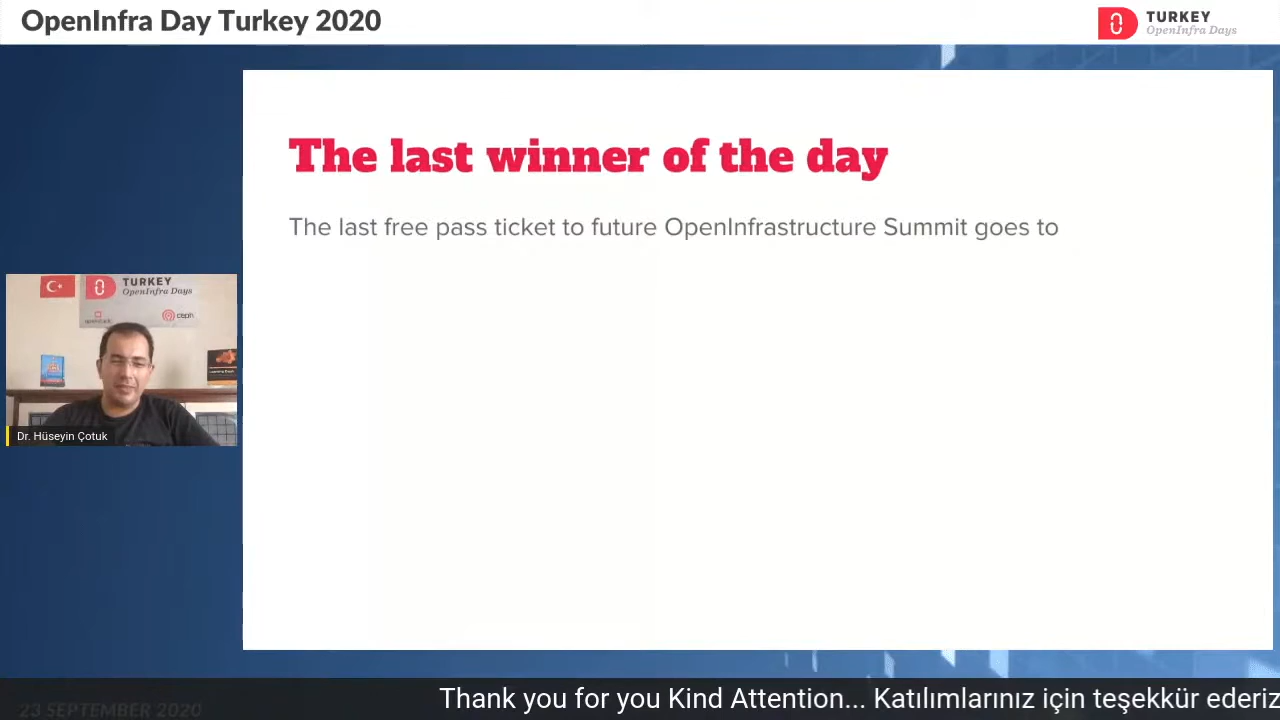 OpenInfra Day Turkey 2020
TURKEY
OpenInfra Days
The last winner of the day
The last free pass ticket to future OpenInfrastructure Summit goes to
TURKEY
OpenInfra Days
ceph
Dr. Hüseyin Çotuk
Thank you for you Kind Attention... Katılımlarınız için teşekkür ederiz
23 SEPTEMBER 2020